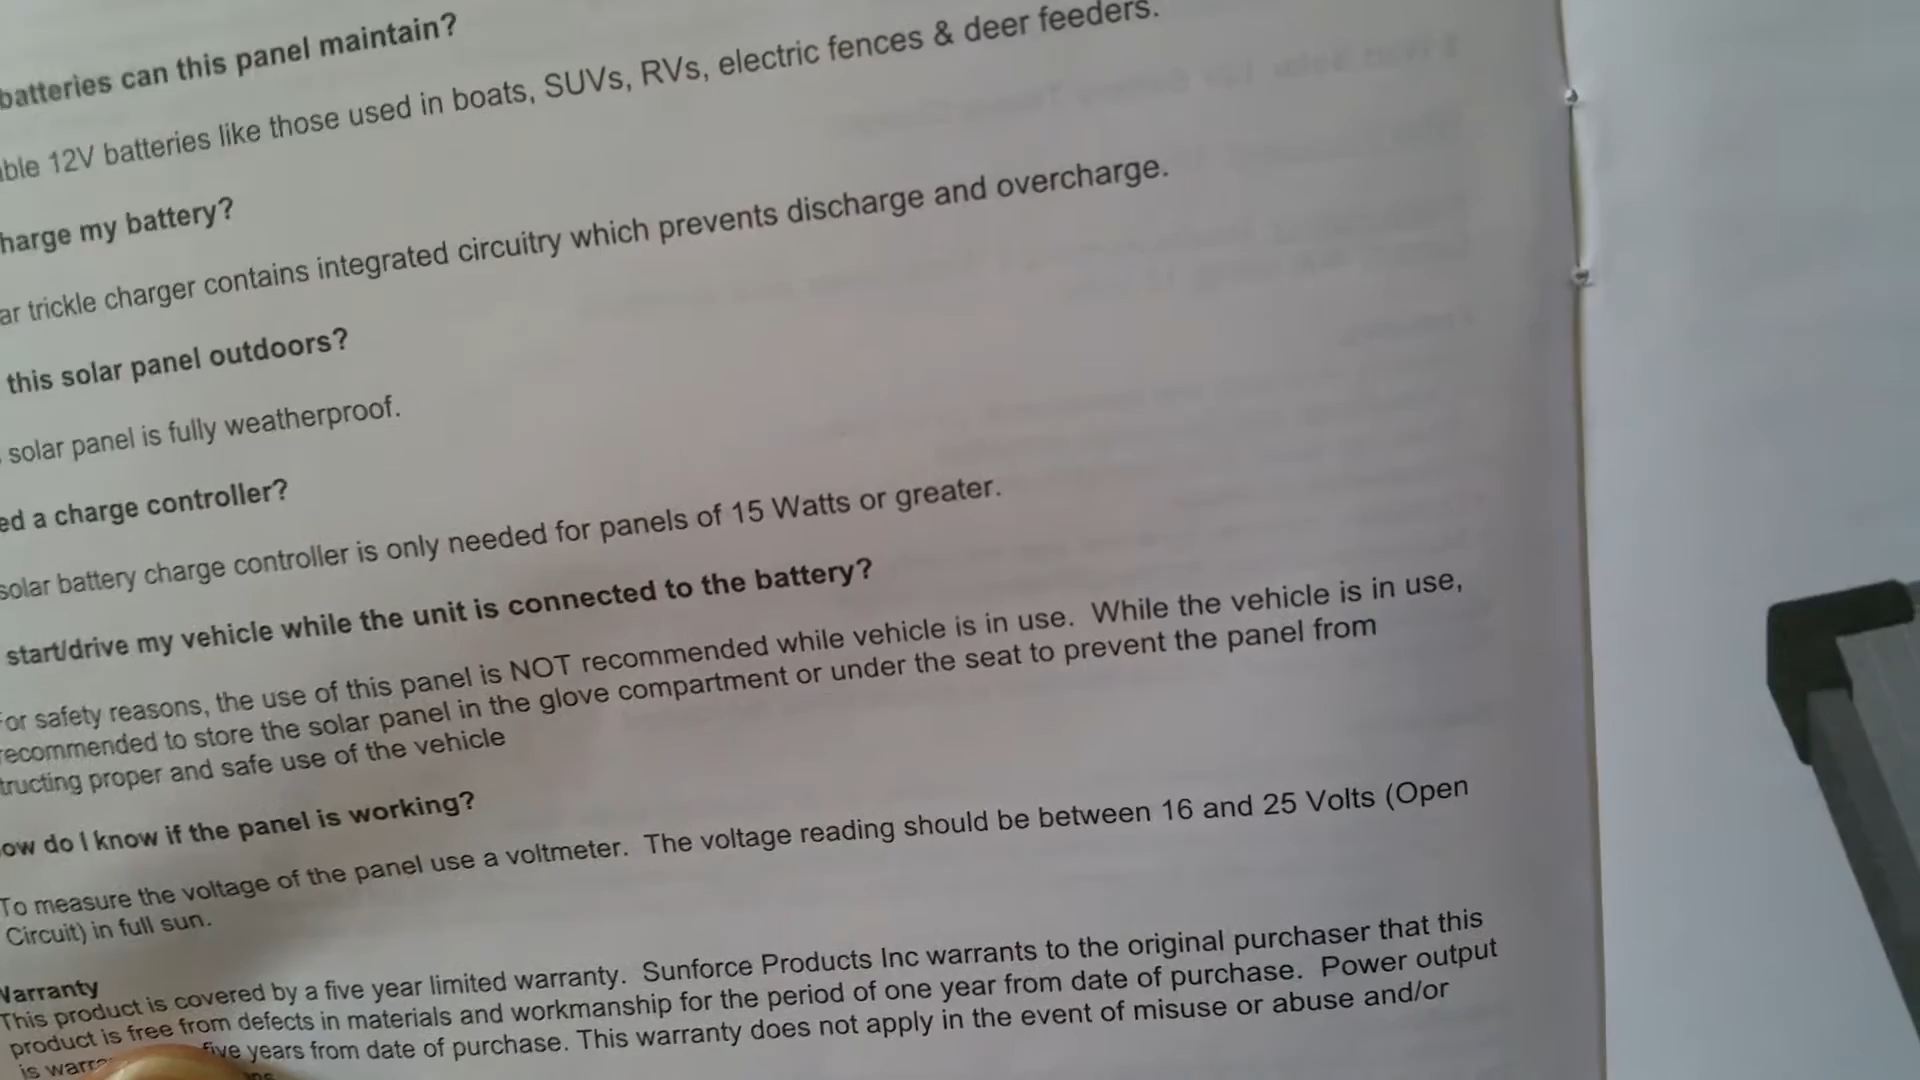 batteries can this panel maintain?
12V batteries like those used in boats, SUVs, RVs, electric fences & deer feeders.
my battery?
trickle charger contains integrated circuitry which prevents discharge and overcharge.
this solar panel outdoors?
solar panel is fully weatherproof.
a charge controller?
solar battery charge controller is only needed for panels of 15 Watts or greater.
start/drive my vehicle while the unit is connected to the battery?
For safety reasons, the use of this panel is NOT recommended while vehicle is in use. While the vehicle is in use,
recommended to store the solar panel in the glove compartment or under the seat to prevent the panel from
proper and safe use of the vehicle
do I know if the panel is working?
To measure the voltage of the panel use a voltmeter. The voltage reading should be between 16 and 25 Volts (Open
Circuit) in full sun.
Warranty
This product is covered by a five year limited warranty. Sunforce Products Inc warrants to the original purchaser that this
product is free from defects in materials and workmanship for the period of one year from date of purchase. Power output
is five years from date of purchase. This warranty does not apply in the event of misuse or abuse and/or